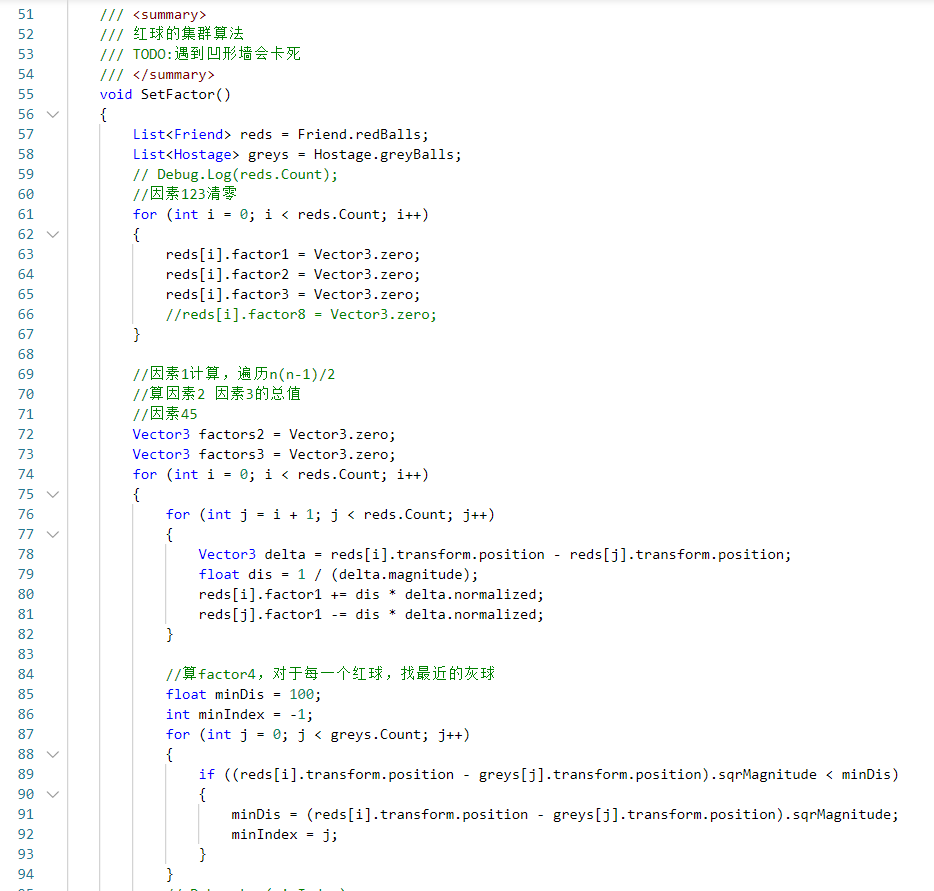 51 /// <summary>
52 /// 红球的集群算法
53 /// TODO:遇到凹形墙会卡死
54 /// </summary>
55 void SetFactor()
56 {
57 List<Friend> reds = Friend.redBalls;
58 List<Hostage> greys = Hostage.greyBalls;
59 // Debug.Log(reds.Count);
60 //因素123清零
61 for (int i = 0; i < reds.Count; i++)
62 {
63 reds[i].factor1 = Vector3.zero;
64 reds[i].factor2 = Vector3.zero;
65 reds[i].factor3 = Vector3.zero;
66 //reds[i].factor8 = Vector3.zero;
67 }
68
69 //因素1计算，遍历n(n-1)/2
70 //算因素2 因素3的总值
71 //因素45
72 Vector3 factors2 = Vector3.zero;
73 Vector3 factors3 = Vector3.zero;
74 for (int i = 0; i < reds.Count; i++)
75 {
76 for (int j = i + 1; j < reds.Count; j++)
77 {
78 Vector3 delta = reds[i].transform.position - reds[j].transform.position;
79 float dis = 1 / (delta.magnitude);
80 reds[i].factor1 += dis * delta.normalized;
81 reds[j].factor1 -= dis * delta.normalized;
82 }
83
84 //算factor4，对于每一个红球，找最近的灰球
85 float minDis = 100;
86 int minIndex = -1;
87 for (int j = 0; j < greys.Count; j++)
88 {
89 if ((reds[i].transform.position - greys[j].transform.position).sqrMagnitude < minDis)
90 {
91 minDis = (reds[i].transform.position - greys[j].transform.position).sqrMagnitude;
92 minIndex = j;
93 }
94 }